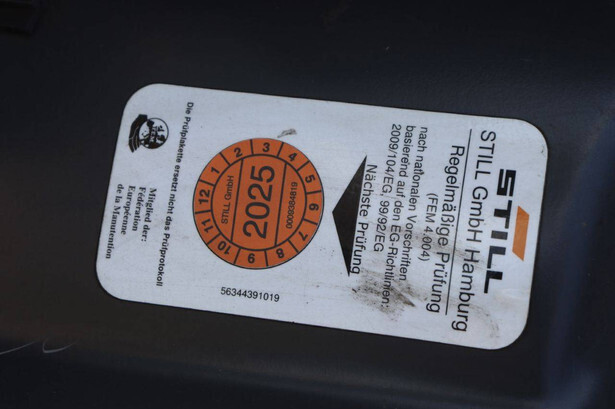 STILL
STILL GmbH Hamburg
Regelmäßige Prüfung
(FEM 4.004)
nach nationalen Vorschriften
basierend auf den EG-Richtlinien:
2009/104/EG, 99/92/EG
Nächste Prüfung
1 2 3 4 5 6 7 8 9 10 11 12
STILL GmbH
2025
56344391019
Mitglied der:
Fédération
Européenne
de la Manutention
Die Prüfplakette ersetzt nicht das Prüfprotokoll